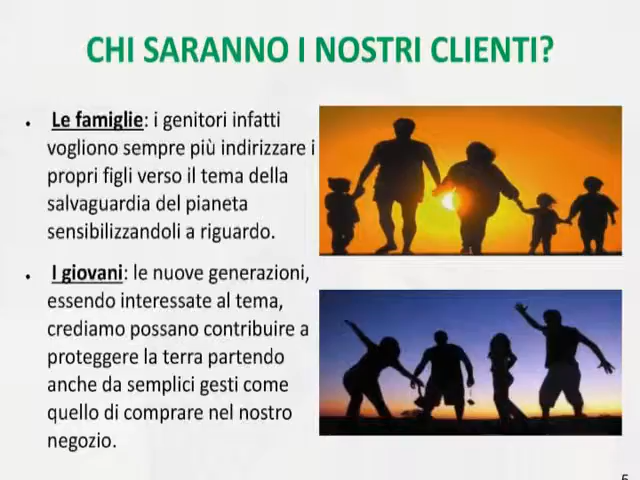 CHI SARANNO I NOSTRI CLIENTI?
• Le famiglie: i genitori infatti
vogliono sempre più indirizzare i
propri figli verso il tema della
salvaguardia del pianeta
sensibilizzandoli a riguardo.
• I giovani: le nuove generazioni,
essendo interessate al tema,
crediamo possano contribuire a
proteggere la terra partendo
anche da semplici gesti come
quello di comprare nel nostro
negozio.